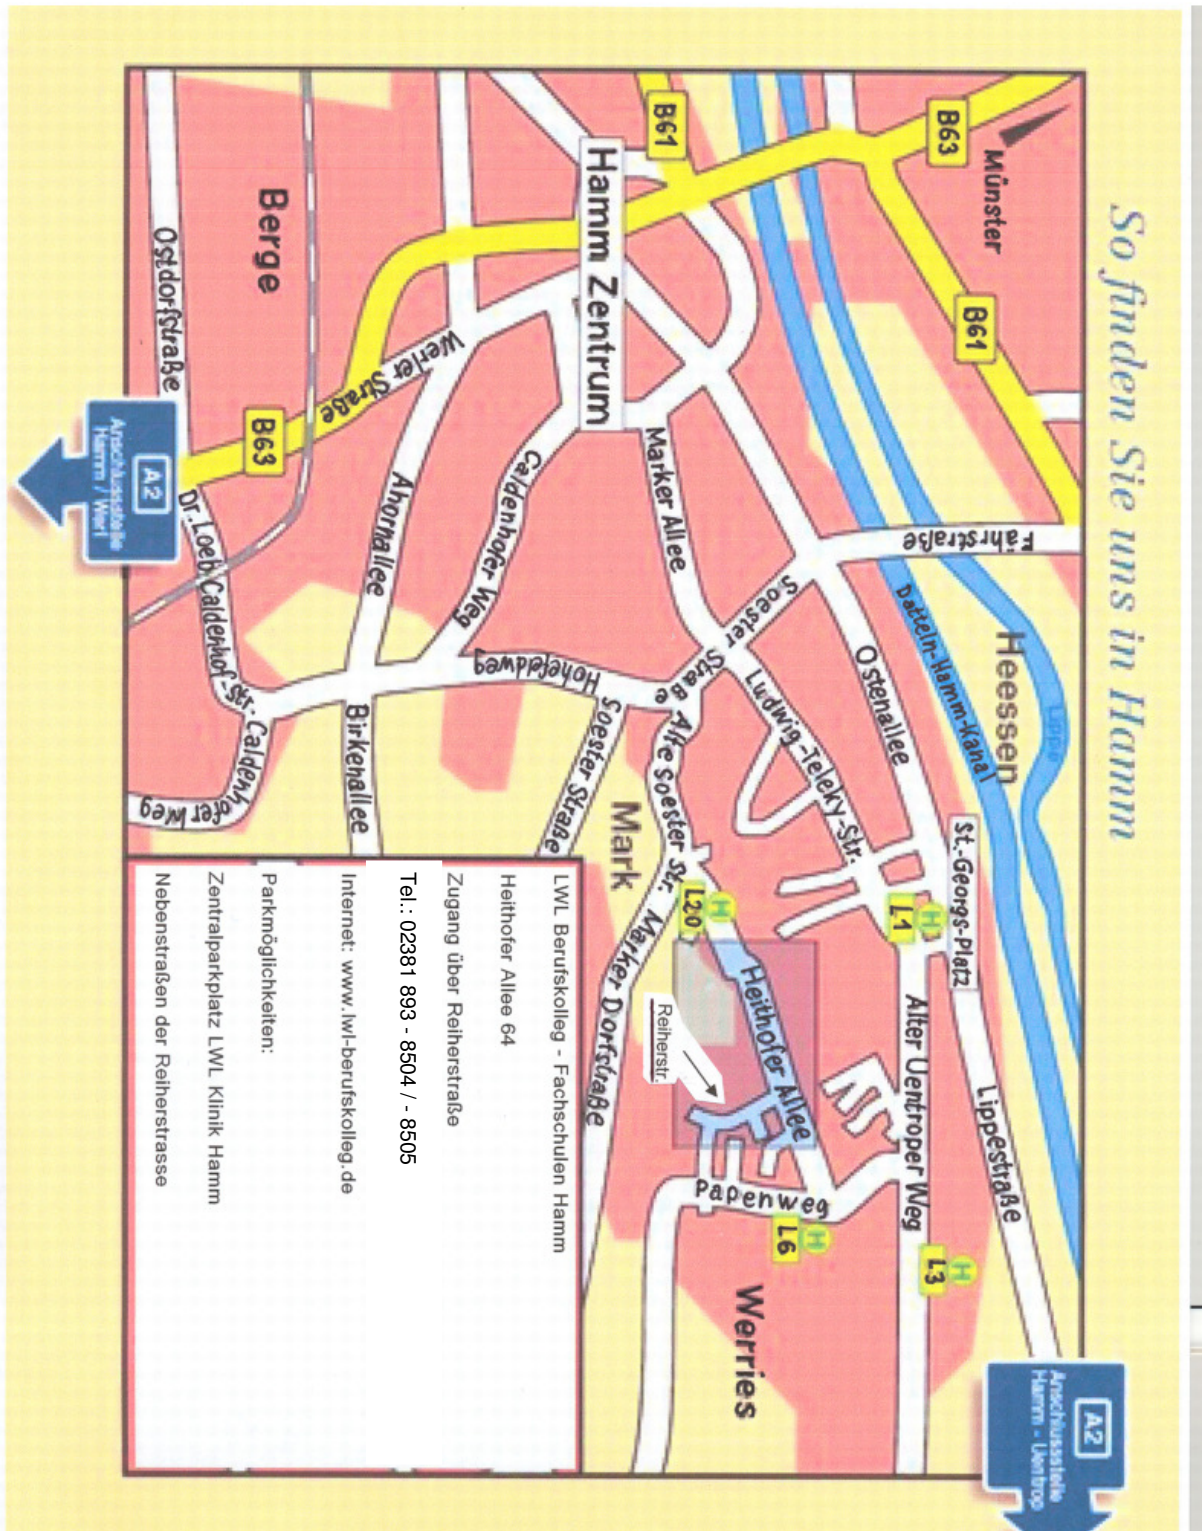 So finden Sie uns in Hamm
Münster
B63
B61
B61
Hamm Zentrum
Berge
Ostdorfstraße
Werler Straße
B63
A2
Anschlussstelle
Hamm / Werl
Dr.Loeb Caldenhof-Str.
Caldenhofer Weg
Ahornallee
Caldenhofer Weg
Marker Allee
Fährstraße
Soester Straße
Hohefeldweg
Birkenallee
Soester Straße
Alte Soester Str.
Ludwig-Teleky-Str.
Ostenallee
Datteln-Hamm-Kanal
Heessen
Lippe
St.-Georgs-Platz
Mark
L20
H
L1
H
Heithofer Allee
Reiherstr.
Marker Dorfstraße
Alter Uentroper Weg
Lippestraße
Papenweg
L6
H
L3
H
Werries
A2
Anschlussstelle
Hamm - Uentrop
LWL Berufskolleg - Fachschulen Hamm
Heithofer Allee 64
Zugang über Reiherstraße
Tel.: 02381 893 - 8504 / - 8505
Internet: www.lwl-berufskolleg.de
Parkmöglichkeiten:
Zentralparkplatz LWL Klinik Hamm
Nebenstraßen der Reiherstrasse